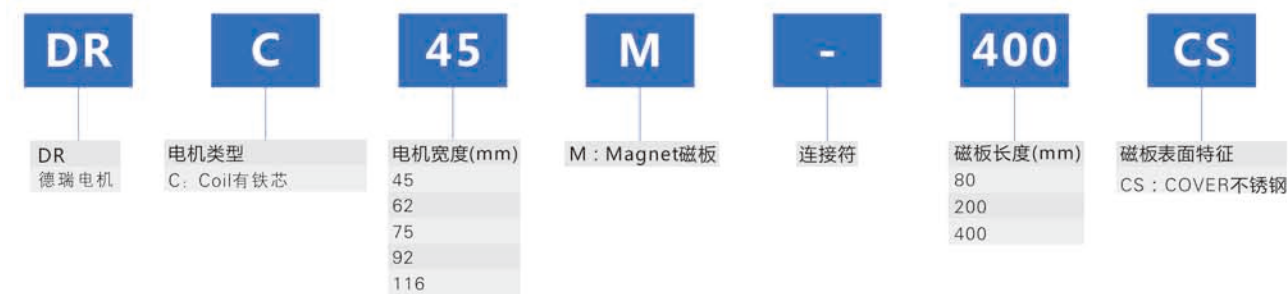 DR C 45 M - 400 CS
DR
德瑞电机
电机类型
C: Coil有铁芯
电机宽度(mm)
45
62
75
92
116
M : Magnet磁板
连接符
磁板长度(mm)
80
200
400
磁板表面特征
CS : COVER不锈钢